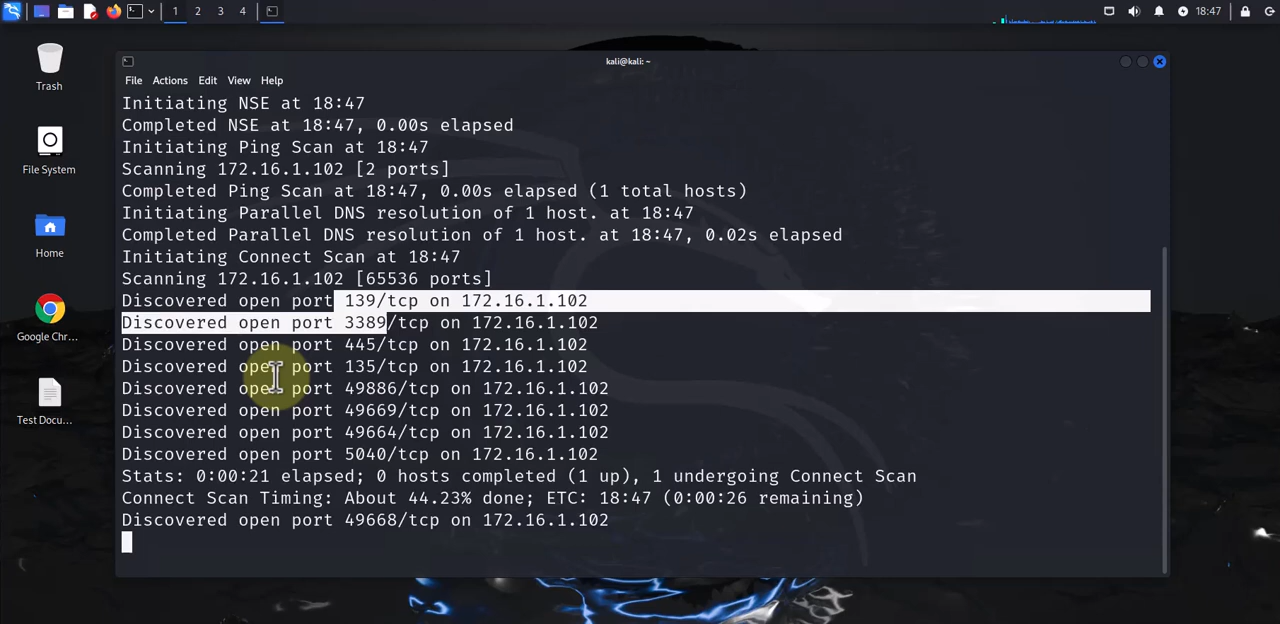 1 2 3 4
18:47
kali@kali: ~
File Actions Edit View Help
Initiating NSE at 18:47
Completed NSE at 18:47, 0.00s elapsed
Initiating Ping Scan at 18:47
Scanning 172.16.1.102 [2 ports]
Completed Ping Scan at 18:47, 0.00s elapsed (1 total hosts)
Initiating Parallel DNS resolution of 1 host. at 18:47
Completed Parallel DNS resolution of 1 host. at 18:47, 0.02s elapsed
Initiating Connect Scan at 18:47
Scanning 172.16.1.102 [65536 ports]
Discovered open port 139/tcp on 172.16.1.102
Discovered open port 3389/tcp on 172.16.1.102
Discovered open port 445/tcp on 172.16.1.102
Discovered open port 135/tcp on 172.16.1.102
Discovered open port 49886/tcp on 172.16.1.102
Discovered open port 49669/tcp on 172.16.1.102
Discovered open port 49664/tcp on 172.16.1.102
Discovered open port 5040/tcp on 172.16.1.102
Stats: 0:00:21 elapsed; 0 hosts completed (1 up), 1 undergoing Connect Scan
Connect Scan Timing: About 44.23% done; ETC: 18:47 (0:00:26 remaining)
Discovered open port 49668/tcp on 172.16.1.102
Trash
File System
Home
Google Chr...
Test Docu...